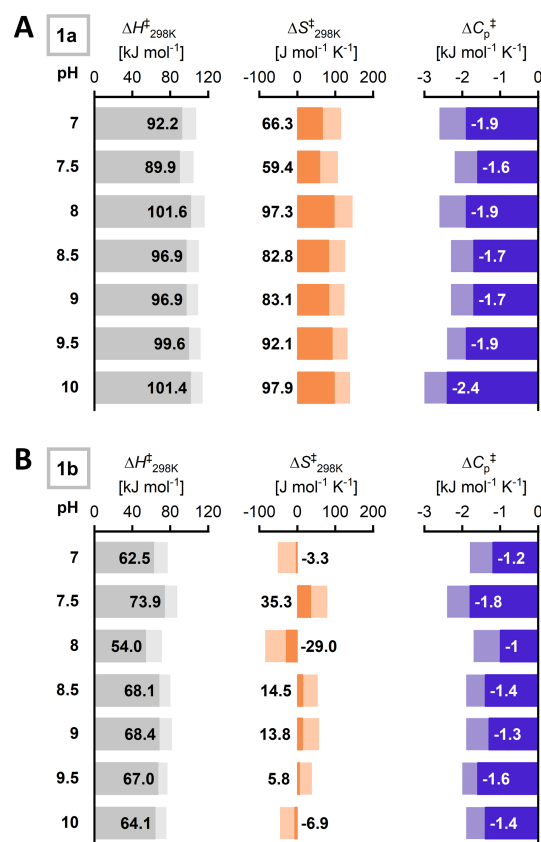 A 1a ΔH‡298K ΔS‡298K ΔCp‡
[kJ mol-1] [J mol-1 K-1] [kJ mol-1 K-1]
pH 0 40 80 120 -100 0 100 200 -3 -2 -1 0
7 92.2 66.3 -1.9
7.5 89.9 59.4 -1.6
8 101.6 97.3 -1.9
8.5 96.9 82.8 -1.7
9 96.9 83.1 -1.7
9.5 99.6 92.1 -1.9
10 101.4 97.9 -2.4
B 1b ΔH‡298K ΔS‡298K ΔCp‡
[kJ mol-1] [J mol-1 K-1] [kJ mol-1 K-1]
pH 0 40 80 120 -100 0 100 200 -3 -2 -1 0
7 62.5 -3.3 -1.2
7.5 73.9 35.3 -1.8
8 54.0 -29.0 -1
8.5 68.1 14.5 -1.4
9 68.4 13.8 -1.3
9.5 67.0 5.8 -1.6
10 64.1 -6.9 -1.4